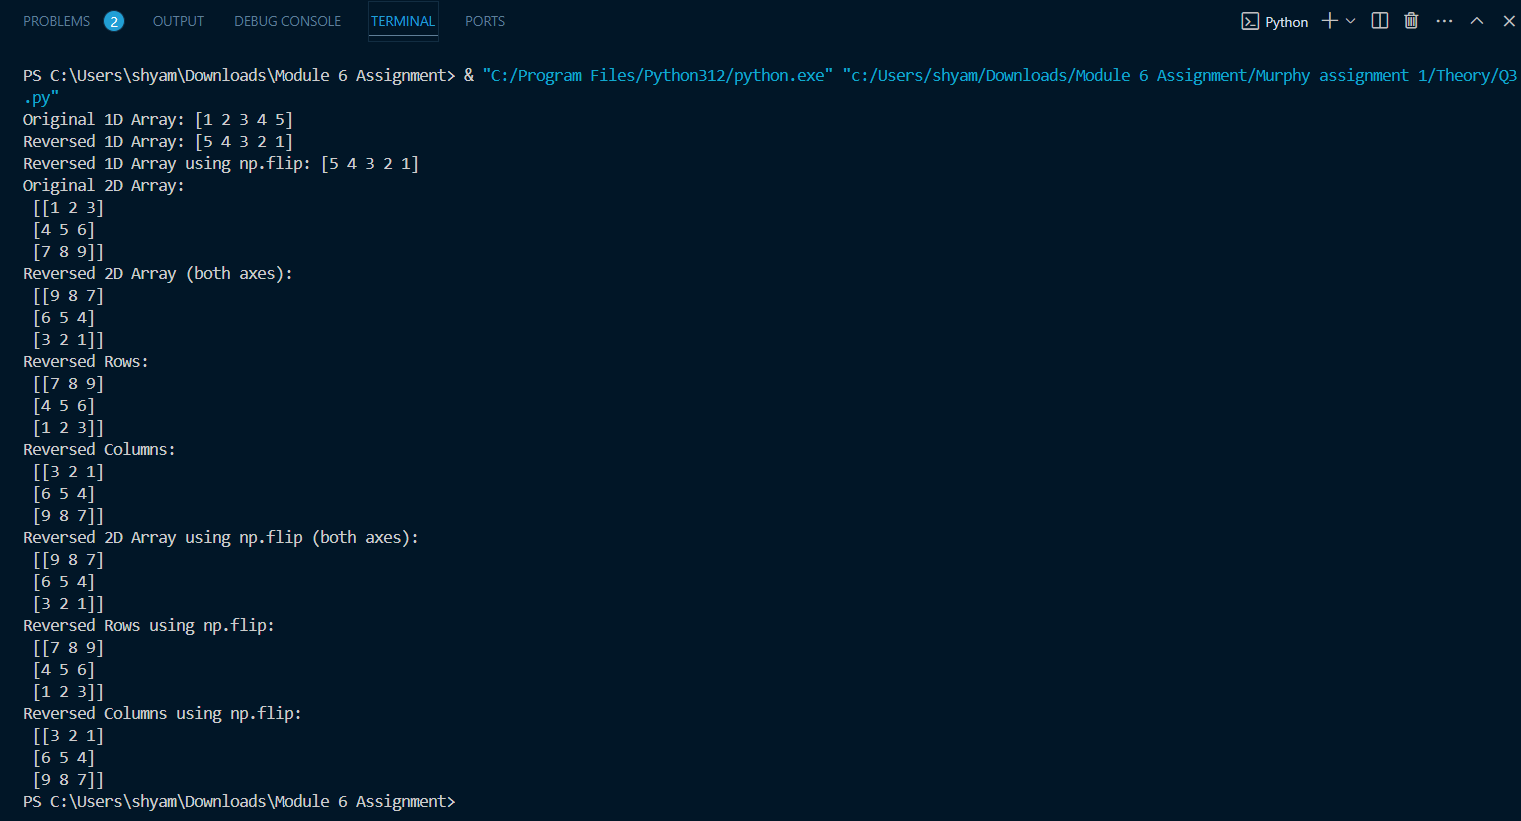 PROBLEMS 2 OUTPUT DEBUG CONSOLE TERMINAL PORTS Python
PS C:\Users\shyam\Downloads\Module 6 Assignment> & "C:/Program Files/Python312/python.exe" "c:/Users/shyam/Downloads/Module 6 Assignment/Murphy assignment 1/Theory/Q3
.py"
Original 1D Array: [1 2 3 4 5]
Reversed 1D Array: [5 4 3 2 1]
Reversed 1D Array using np.flip: [5 4 3 2 1]
Original 2D Array:
 [[1 2 3]
 [4 5 6]
 [7 8 9]]
Reversed 2D Array (both axes):
 [[9 8 7]
 [6 5 4]
 [3 2 1]]
Reversed Rows:
 [[7 8 9]
 [4 5 6]
 [1 2 3]]
Reversed Columns:
 [[3 2 1]
 [6 5 4]
 [9 8 7]]
Reversed 2D Array using np.flip (both axes):
 [[9 8 7]
 [6 5 4]
 [3 2 1]]
Reversed Rows using np.flip:
 [[7 8 9]
 [4 5 6]
 [1 2 3]]
Reversed Columns using np.flip:
 [[3 2 1]
 [6 5 4]
 [9 8 7]]
PS C:\Users\shyam\Downloads\Module 6 Assignment>